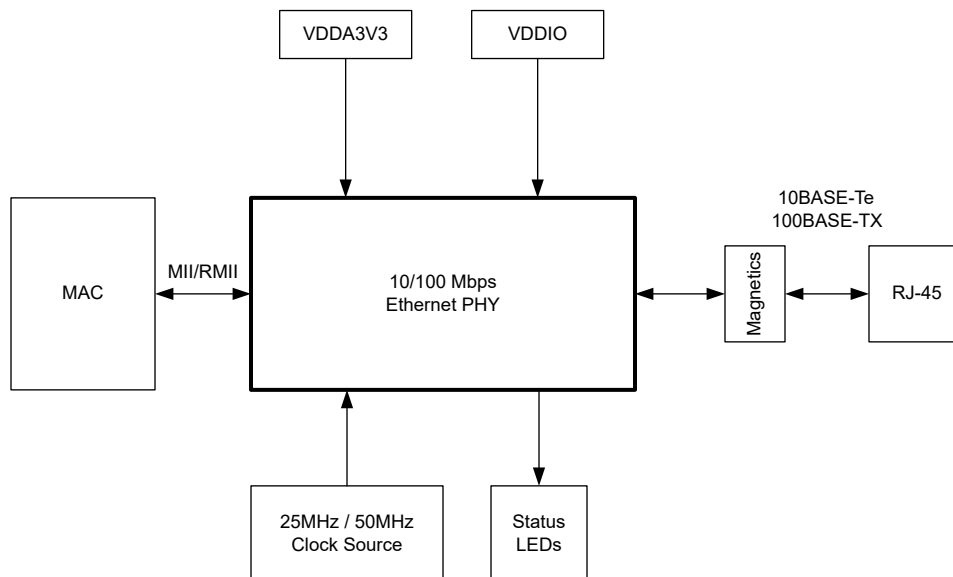 VDDA3V3
VDDIO
10BASE-Te
100BASE-TX
MAC
MII/RMII
10/100 Mbps
Ethernet PHY
Magnetics
RJ-45
25MHz / 50MHz
Clock Source
Status
LEDs